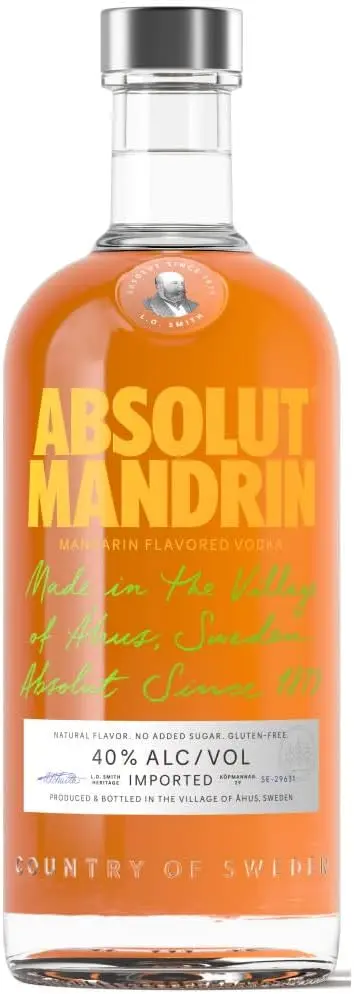 ABSOLUT SINCE 1879
L.O. SMITH
ABSOLUT
MANDRIN
MANDARIN FLAVORED VODKA
Made in the Village
of Åhus, Sweden
Absolut Since 1879
NATURAL FLAVOR. NO ADDED SUGAR. GLUTEN-FREE.
40% ALC/VOL
L.O. SMITH
HERITAGE
IMPORTED
KÖPMANNAG.
29
SE-29631
PRODUCED & BOTTLED IN THE VILLAGE OF ÅHUS, SWEDEN
COUNTRY OF SWEDEN